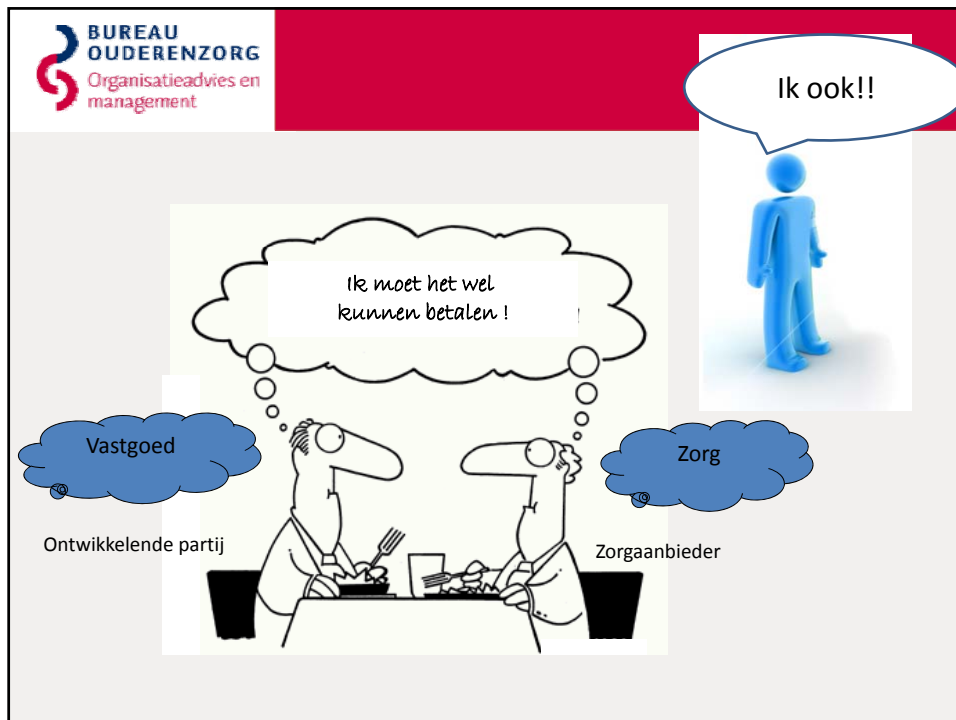 BUREAU
OUDERENZORG
Organisatieadvies en
management
Ik ook!!
Ik moet het wel
kunnen betalen !
Vastgoed
Zorg
Ontwikkelende partij
Zorgaanbieder